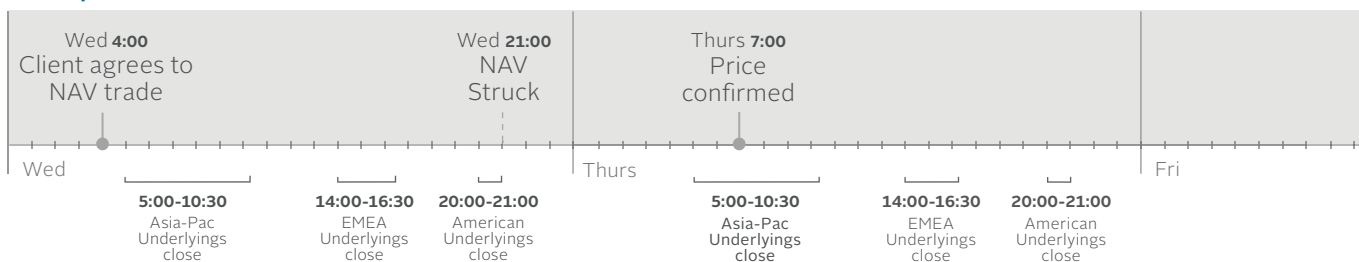 Wed 4:00
Client agrees to
NAV trade
Wed 21:00
NAV
Struck
Thurs 7:00
Price
confirmed
Wed
Thurs
Fri
5:00-10:30
Asia-Pac
Underlyings
close
14:00-16:30
EMEA
Underlyings
close
20:00-21:00
American
Underlyings
close
5:00-10:30
Asia-Pac
Underlyings
close
14:00-16:30
EMEA
Underlyings
close
20:00-21:00
American
Underlyings
close